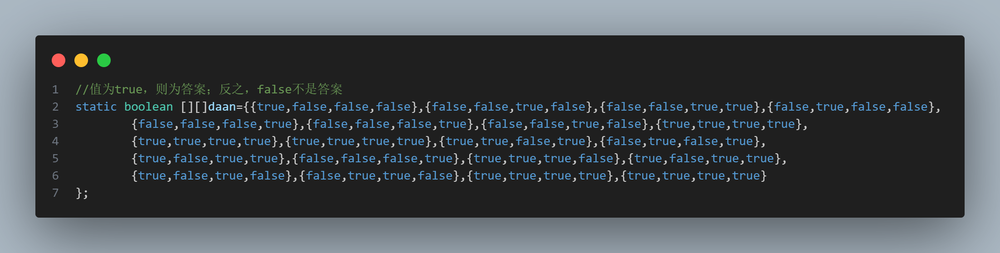 1 //值为true，则为答案；反之，false不是答案
2 static boolean [][]daan={{true,false,false,false},{false,false,true,false},{false,false,true,true},{false,true,false,false},
3         {false,false,false,true},{false,false,false,true},{false,false,true,false},{true,true,true,true},
4         {true,true,true,true},{true,true,true,true},{true,true,false,true},{false,true,false,true},
5         {true,false,true,true},{false,false,false,true},{true,true,true,false},{true,false,true,true},
6         {true,false,true,false},{false,true,true,false},{true,true,true,true},{true,true,true,true}
7 };